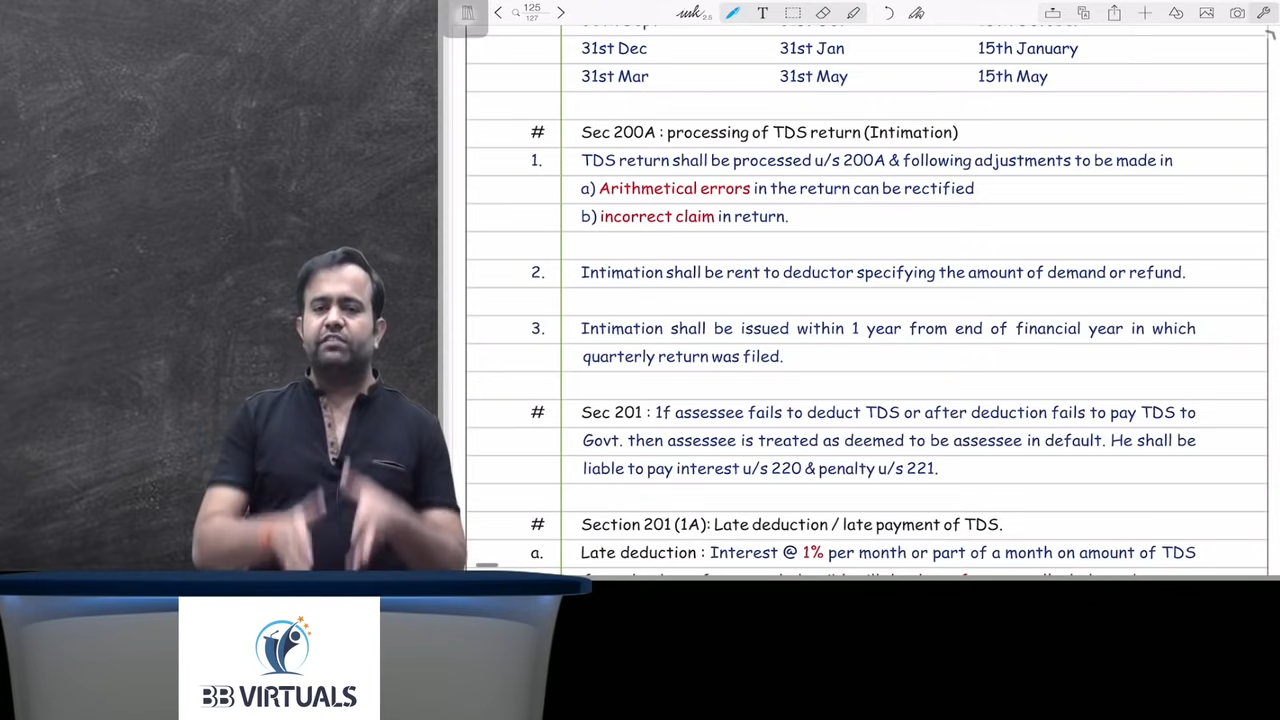 125
127
T
31st Dec 31st Jan 15th January
31st Mar 31st May 15th May
# Sec 200A : processing of TDS return (Intimation)
1. TDS return shall be processed u/s 200A & following adjustments to be made in
a) Arithmetical errors in the return can be rectified
b) incorrect claim in return.
2. Intimation shall be rent to deductor specifying the amount of demand or refund.
3. Intimation shall be issued within 1 year from end of financial year in which
quarterly return was filed.
# Sec 201 : 1f assessee fails to deduct TDS or after deduction fails to pay TDS to
Govt. then assessee is treated as deemed to be assessee in default. He shall be
liable to pay interest u/s 220 & penalty u/s 221.
# Section 201 (1A): Late deduction / late payment of TDS.
a. Late deduction : Interest @ 1% per month or part of a month on amount of TDS
BB VIRTUALS